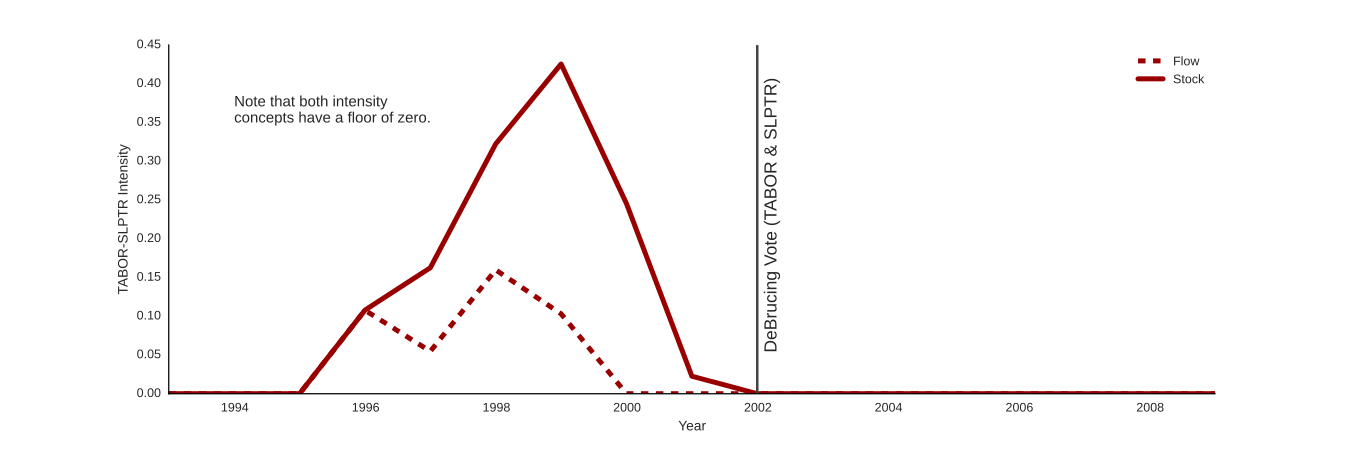 0.45
0.40
0.35
0.30
0.25
0.20
0.15
0.10
0.05
0.00
TABOR-SLPTR Intensity
Note that both intensity
concepts have a floor of zero.
DeBrucing Vote (TABOR & SLPTR)
Flow
Stock
1994
1996
1998
2000
2002
2004
2006
2008
Year